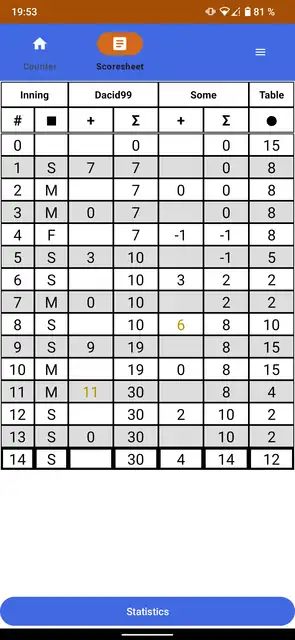 19:53 81 %
Counter Scoresheet
Inning Dacid99 Some Table
# ■ + Σ + Σ ●
0 0 0 15
1 S 7 7 0 8
2 M 7 0 0 8
3 M 0 7 0 8
4 F 7 -1 -1 8
5 S 3 10 -1 5
6 S 10 3 2 2
7 M 0 10 2 2
8 S 10 6 8 10
9 S 9 19 8 15
10 M 19 0 8 15
11 M 11 30 8 4
12 S 30 2 10 2
13 S 0 30 10 2
14 S 30 4 14 12
Statistics